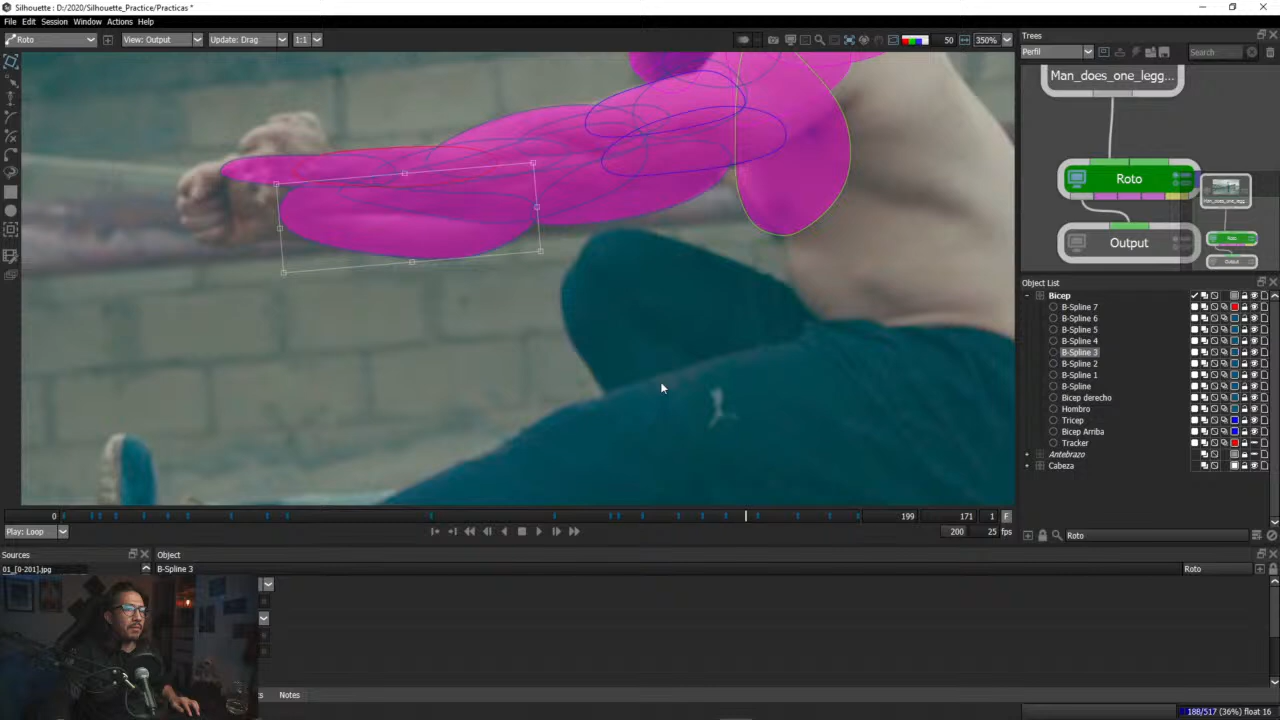 Silhouette : D:/2020/Silhouette_Practice/Practicas *
File Edit Session Window Actions Help
Roto View: Output Update: Drag 1:1 50 350%
Trees
Perfil Search
Man_does_one_legg...
Roto
Output
Man_does_one_legg
Roto
Output
Object List
Bicep
B-Spline 7
B-Spline 6
B-Spline 5
B-Spline 4
B-Spline 3
B-Spline 2
B-Spline 1
B-Spline
Bicep derecho
Hombro
Tricep
Bicep Arriba
Tracker
Antebrazo
Cabeza
Roto
0 199 171 1 F
Play: Loop 200 25 fps
Sources
01_[0-201].jpg
Object
B-Spline 3 Roto
Notes
188/517 (36%) float 16